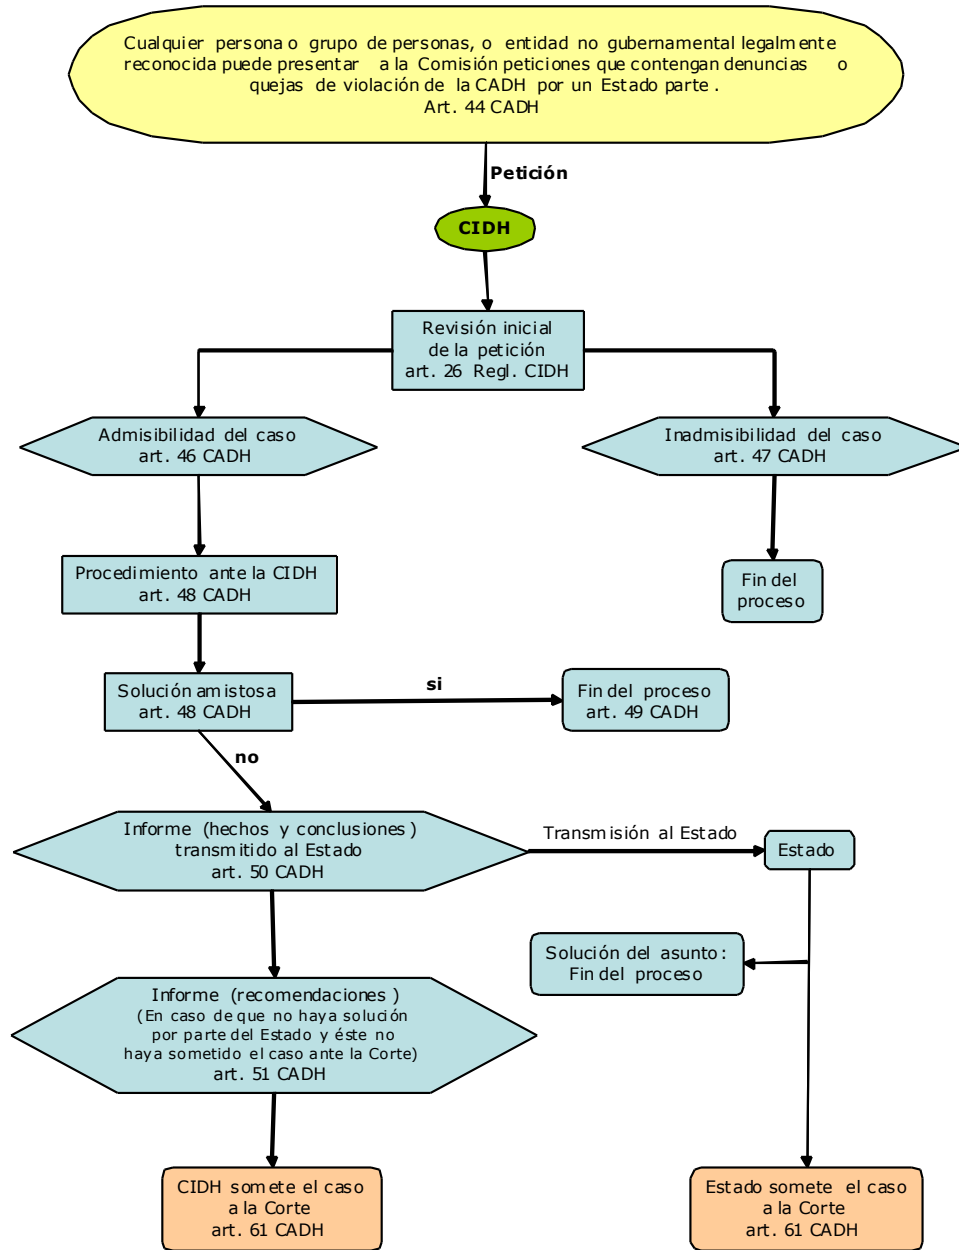 Cualquier persona o grupo de personas, o entidad no gubernamental legalmente
reconocida puede presentar a la Comisión peticiones que contengan denuncias o
quejas de violación de la CADH por un Estado parte.
Art. 44 CADH
Petición
CIDH
Revisión inicial
de la petición
art. 26 Regl. CIDH
Admisibilidad del caso
art. 46 CADH
Inadmisibilidad del caso
art. 47 CADH
Procedimiento ante la CIDH
art. 48 CADH
Fin del
proceso
Solución amistosa
art. 48 CADH
si
Fin del proceso
art. 49 CADH
no
Informe (hechos y conclusiones)
transmitido al Estado
art. 50 CADH
Transmisión al Estado
Estado
Solución del asunto:
Fin del proceso
Informe (recomendaciones)
(En caso de que no haya solución
por parte del Estado y éste no
haya sometido el caso ante la Corte)
art. 51 CADH
CIDH somete el caso
a la Corte
art. 61 CADH
Estado somete el caso
a la Corte
art. 61 CADH